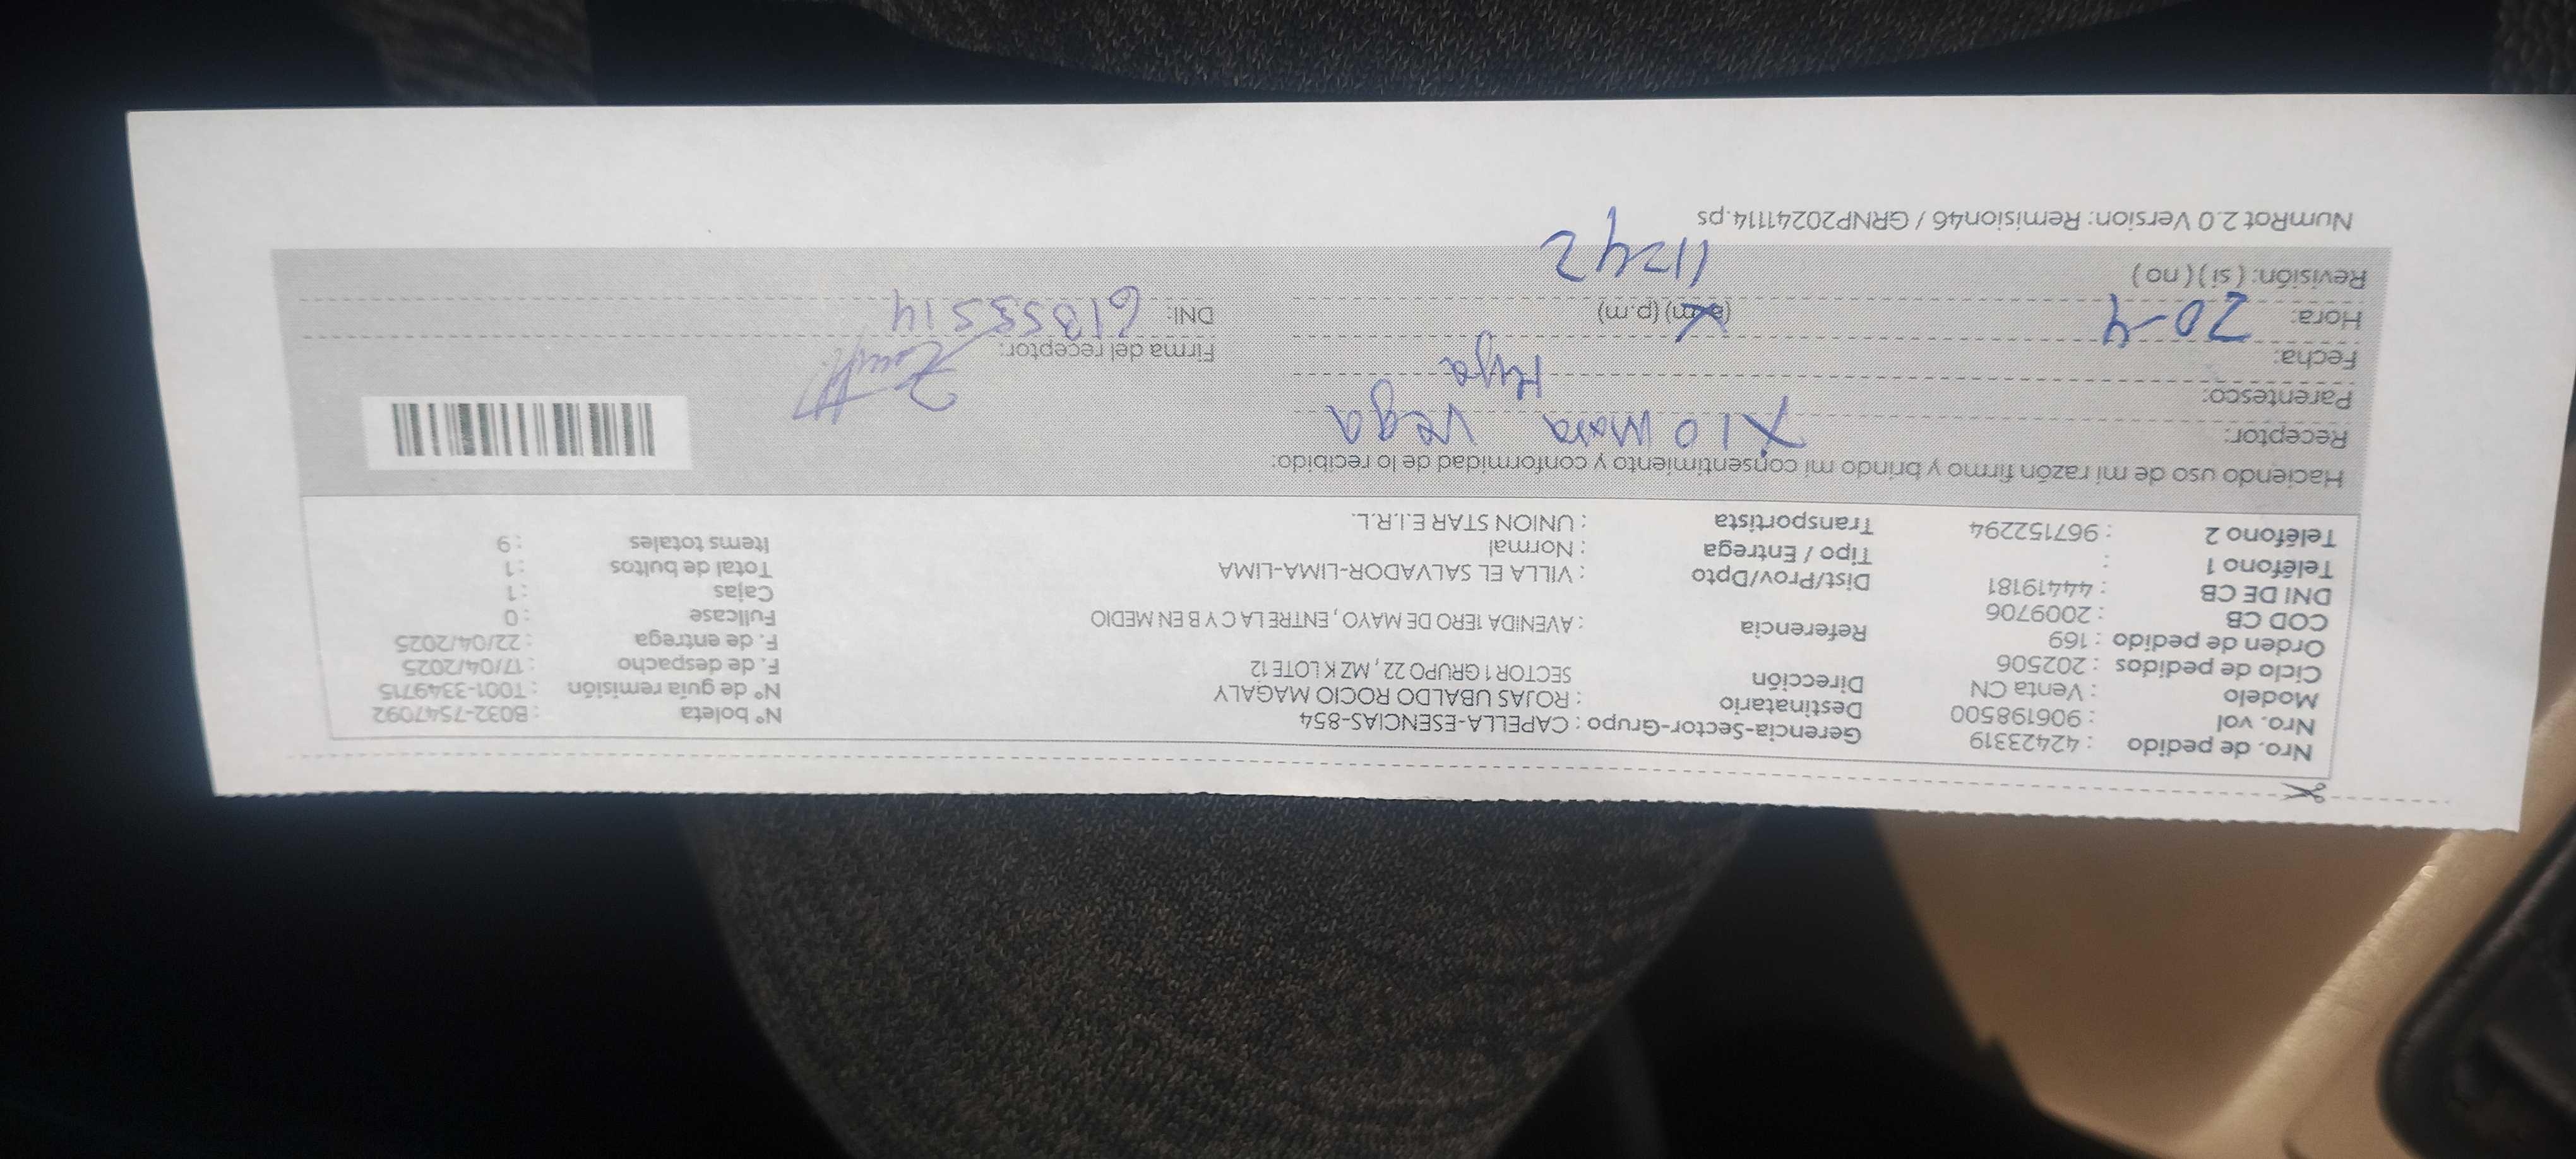 Nro. de pedido : 42423319 Gerencia-Sector-Grupo : CAPELLA-ESENCIAS-854 N° boleta : B032-7547092
Nro. vol : 906198500 Destinatario : ROJAS UBALDO ROCIO MAGALY N° de guía remisión : T001-3349715
Modelo : Venta CN Dirección SECTOR 1 GRUPO 22 , MZ K LOTE 12 F. de despacho : 17/04/2025
Ciclo de pedidos : 202506 F. de entrega : 22/04/2025
Orden de pedido : 169 Referencia : AVENIDA 1ERO DE MAYO , ENTRE LA C Y B EN MEDIO Fullcase : 0
COD CB : 2009706 Cajas : 1
DNI DE CB : 44419181 Dist/Prov/Dpto : VILLA EL SALVADOR-LIMA-LIMA Total de bultos : 1
Teléfono 1 : Tipo / Entrega : Normal Items totales : 9
Teléfono 2 : 967152294 Transportista : UNION STAR E.I.R.L.
Haciendo uso de mi razón firmo y brindo mi consentimiento y conformidad de lo recibido:
Receptor: Xiomara Vega
Parentesco: Hija
Fecha: 20-4 Firma del receptor:
Hora: (a.m) (p.m) DNI: 61355514
Revisión: ( si ) ( no ) 11=42
NumRot 2.0 Version: Remision46 / GRNP20241114.ps